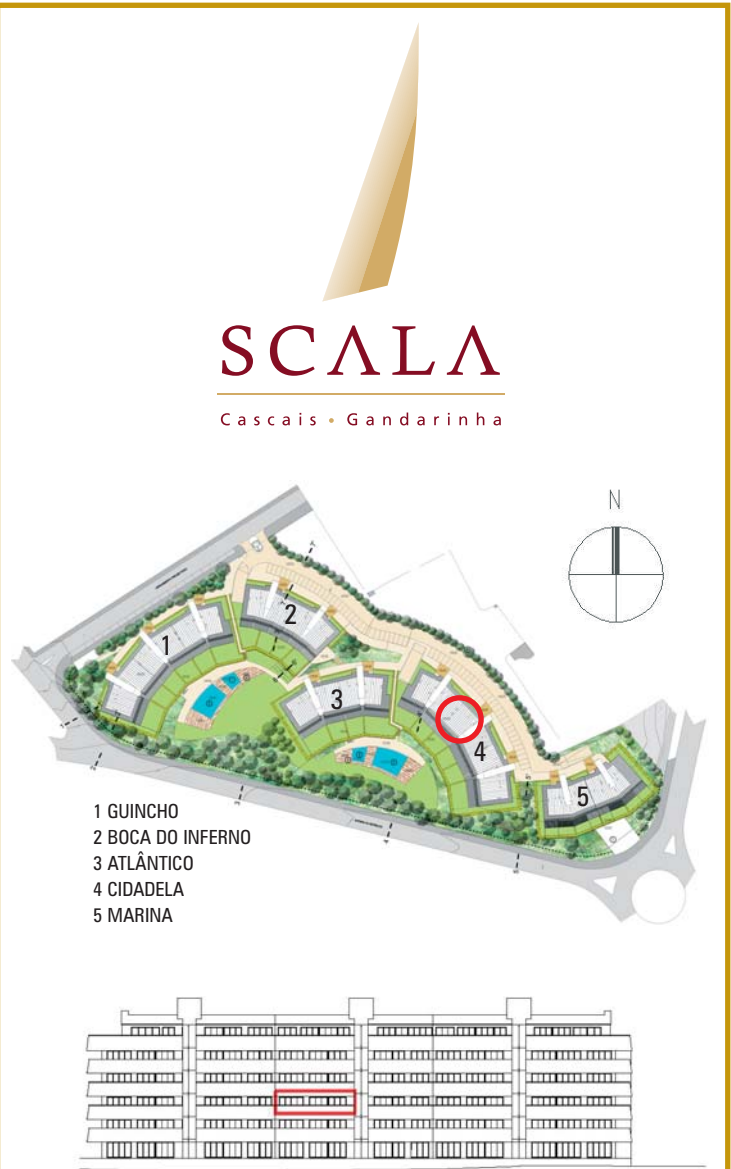 SCALA
Cascais • Gandarinha
N
1
2
3
4
5
1 GUINCHO
2 BOCA DO INFERNO
3 ATLÂNTICO
4 CIDADELA
5 MARINA